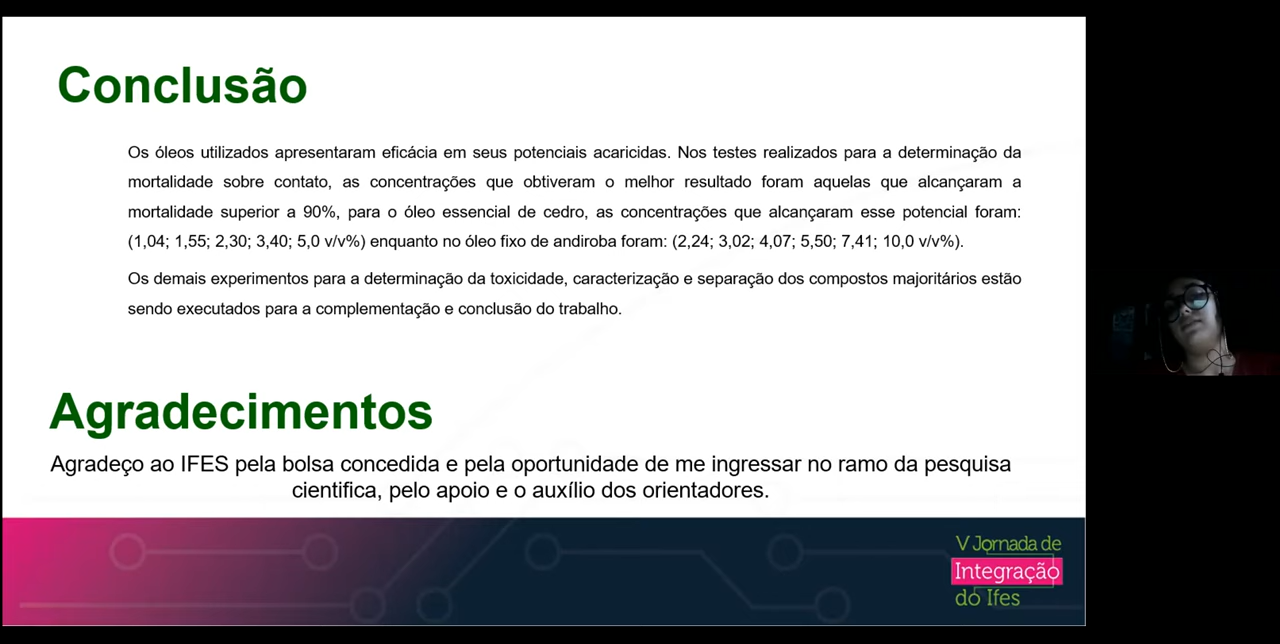 Conclusão
Os óleos utilizados apresentaram eficácia em seus potenciais acaricidas. Nos testes realizados para a determinação da
mortalidade sobre contato, as concentrações que obtiveram o melhor resultado foram aquelas que alcançaram a
mortalidade superior a 90%, para o óleo essencial de cedro, as concentrações que alcançaram esse potencial foram:
(1,04; 1,55; 2,30; 3,40; 5,0 v/v%) enquanto no óleo fixo de andiroba foram: (2,24; 3,02; 4,07; 5,50; 7,41; 10,0 v/v%).
Os demais experimentos para a determinação da toxicidade, caracterização e separação dos compostos majoritários estão
sendo executados para a complementação e conclusão do trabalho.
Agradecimentos
Agradeço ao IFES pela bolsa concedida e pela oportunidade de me ingressar no ramo da pesquisa
cientifica, pelo apoio e o auxílio dos orientadores.
V Jornada de
Integração
do Ifes